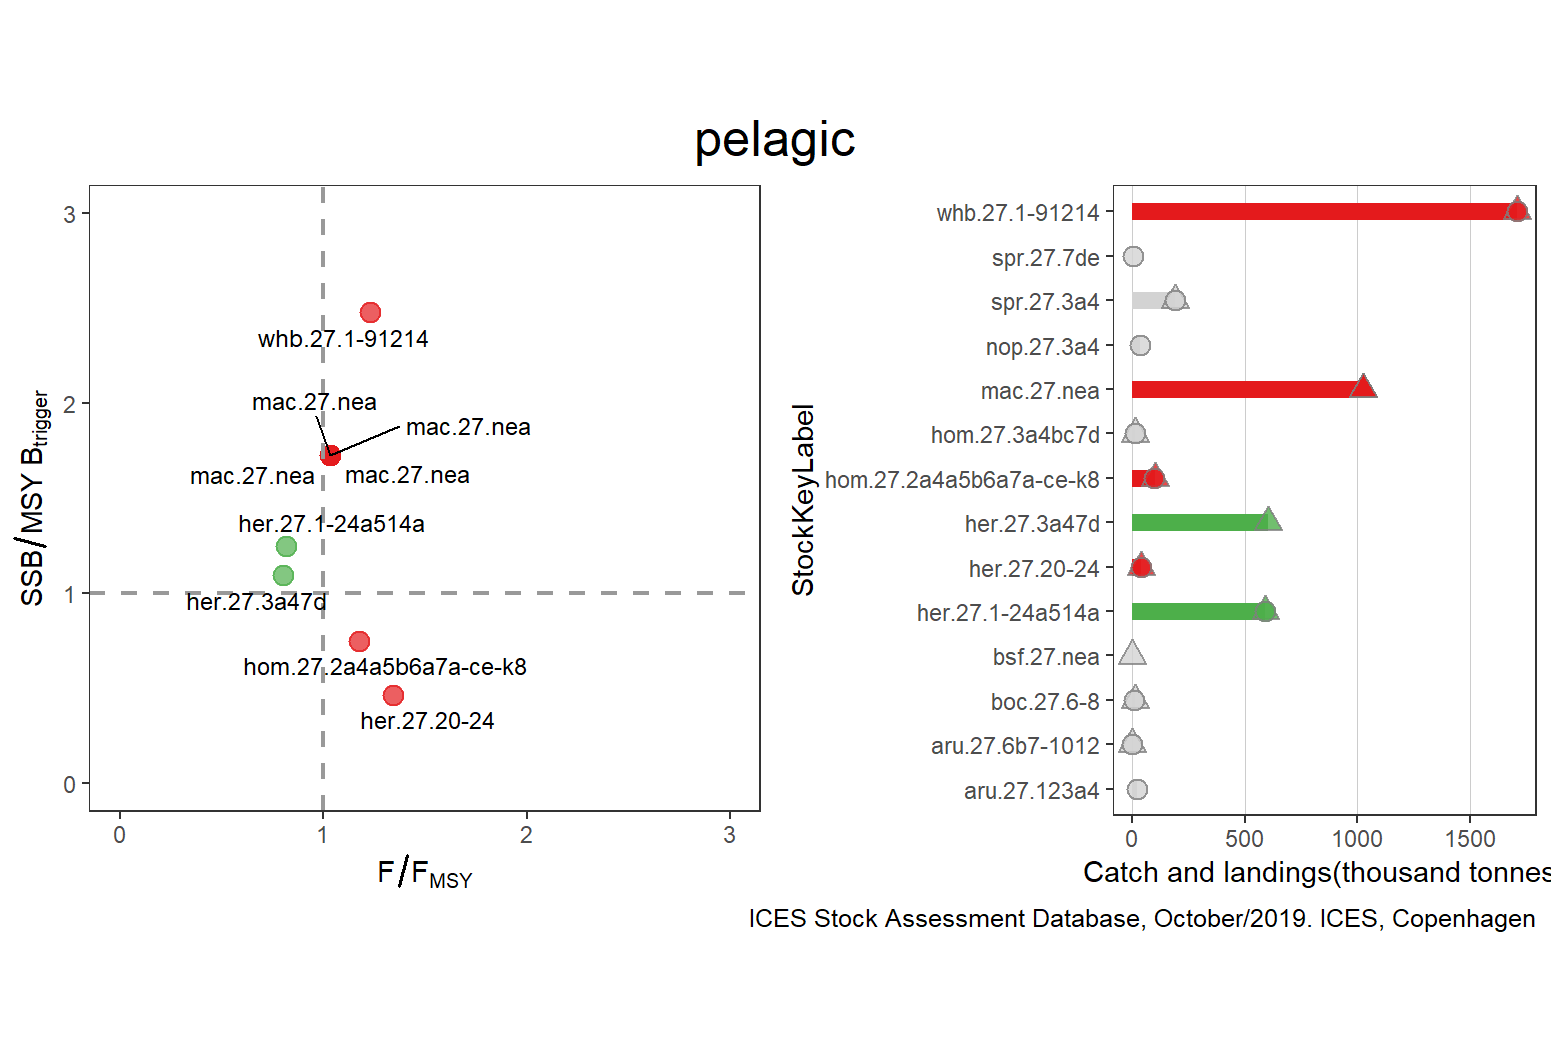 pelagic
3
2
1
0
SSB/MSY Btrigger
whb.27.1-91214
mac.27.nea
mac.27.nea
mac.27.nea
mac.27.nea
her.27.1-24a514a
her.27.3a47d
hom.27.2a4a5b6a7a-ce-k8
her.27.20-24
0 1 2 3
F/FMSY
StockKeyLabel
whb.27.1-91214
spr.27.7de
spr.27.3a4
nop.27.3a4
mac.27.nea
hom.27.3a4bc7d
hom.27.2a4a5b6a7a-ce-k8
her.27.3a47d
her.27.20-24
her.27.1-24a514a
bsf.27.nea
boc.27.6-8
aru.27.6b7-1012
aru.27.123a4
0 500 1000 1500
Catch and landings(thousand tonnes
ICES Stock Assessment Database, October/2019. ICES, Copenhagen